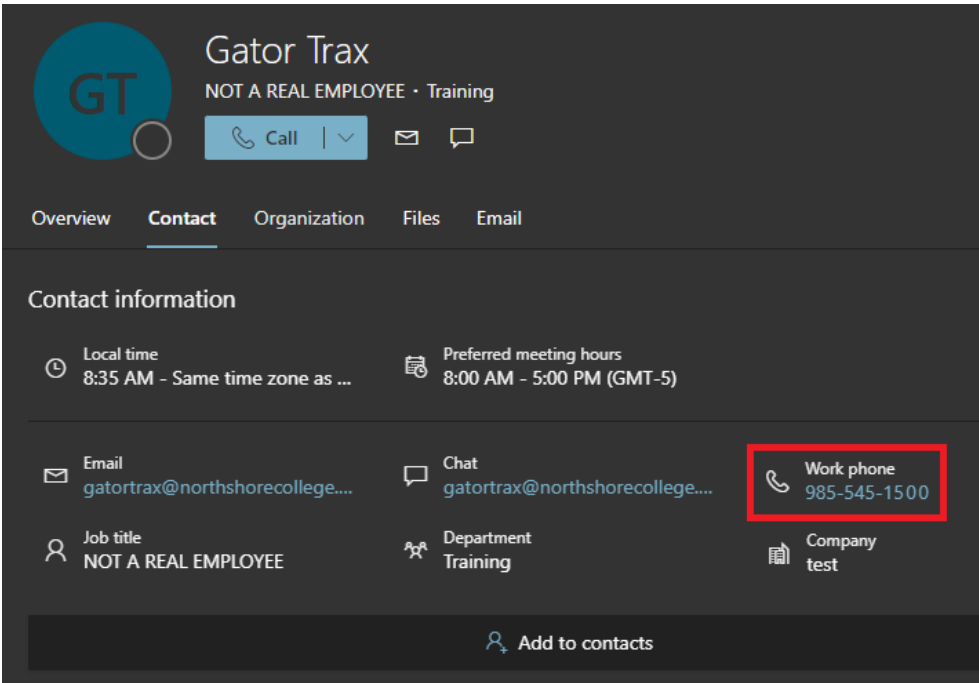 GT
Gator Trax
NOT A REAL EMPLOYEE · Training
Call
Overview Contact Organization Files Email
Contact information
Local time
8:35 AM - Same time zone as ...
Preferred meeting hours
8:00 AM - 5:00 PM (GMT-5)
Email
gatortrax@northshorecollege....
Chat
gatortrax@northshorecollege....
Work phone
985-545-1500
Job title
NOT A REAL EMPLOYEE
Department
Training
Company
test
Add to contacts